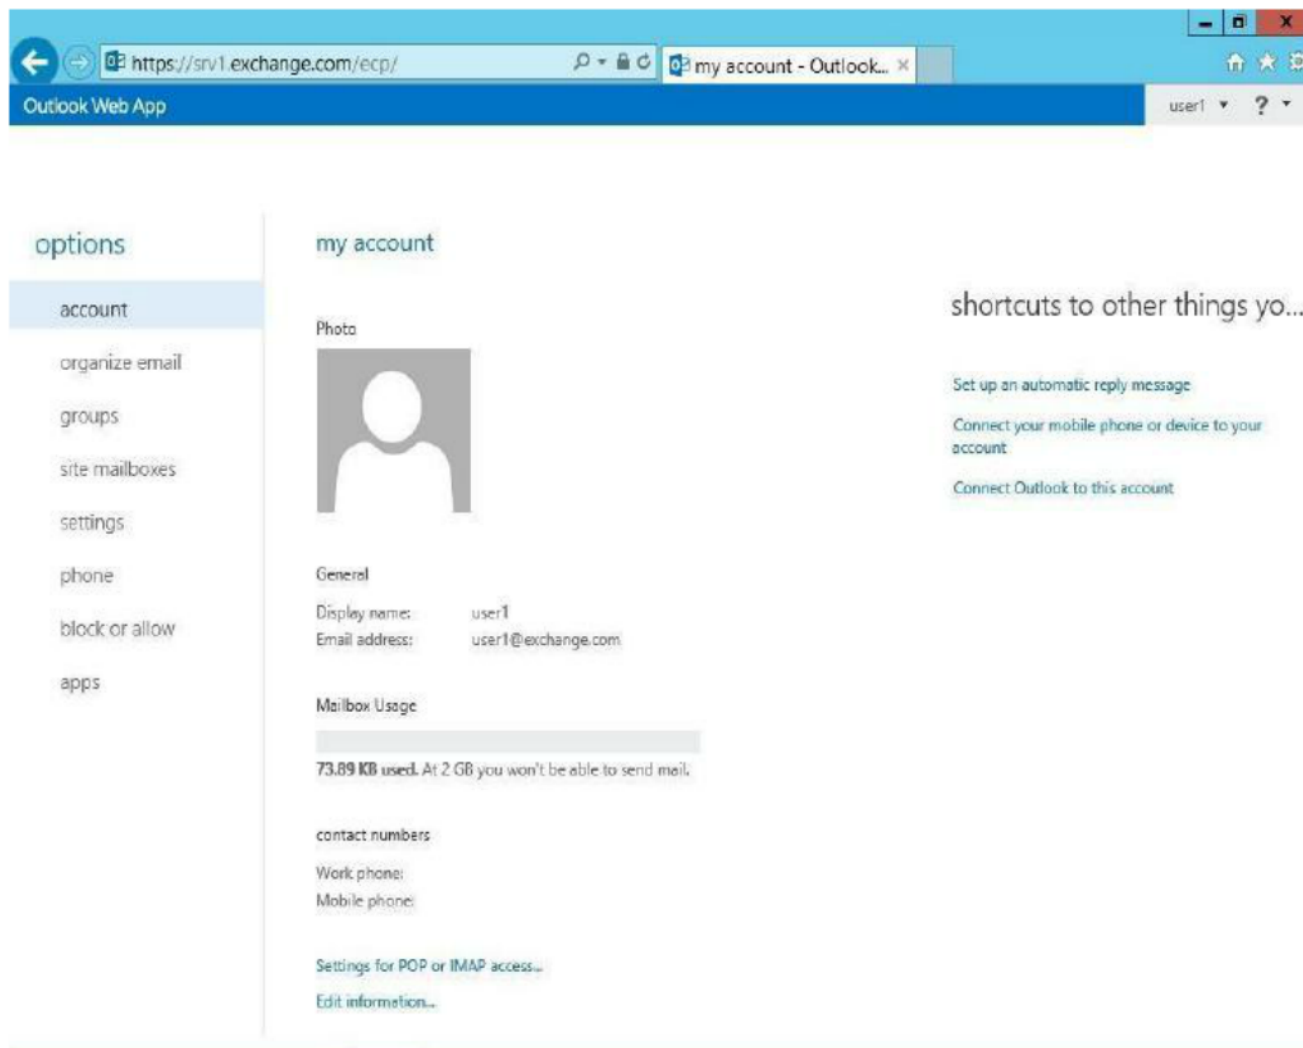 https://srv1.exchange.com/ecp/
my account - Outlook...
Outlook Web App
user1
?
options
account
organize email
groups
site mailboxes
settings
phone
block or allow
apps
my account
Photo
General
Display name: user1
Email address: user1@exchange.com
Mailbox Usage
73.89 KB used. At 2 GB you won't be able to send mail.
contact numbers
Work phone:
Mobile phone:
Settings for POP or IMAP access...
Edit information...
shortcuts to other things yo...
Set up an automatic reply message
Connect your mobile phone or device to your
account
Connect Outlook to this account